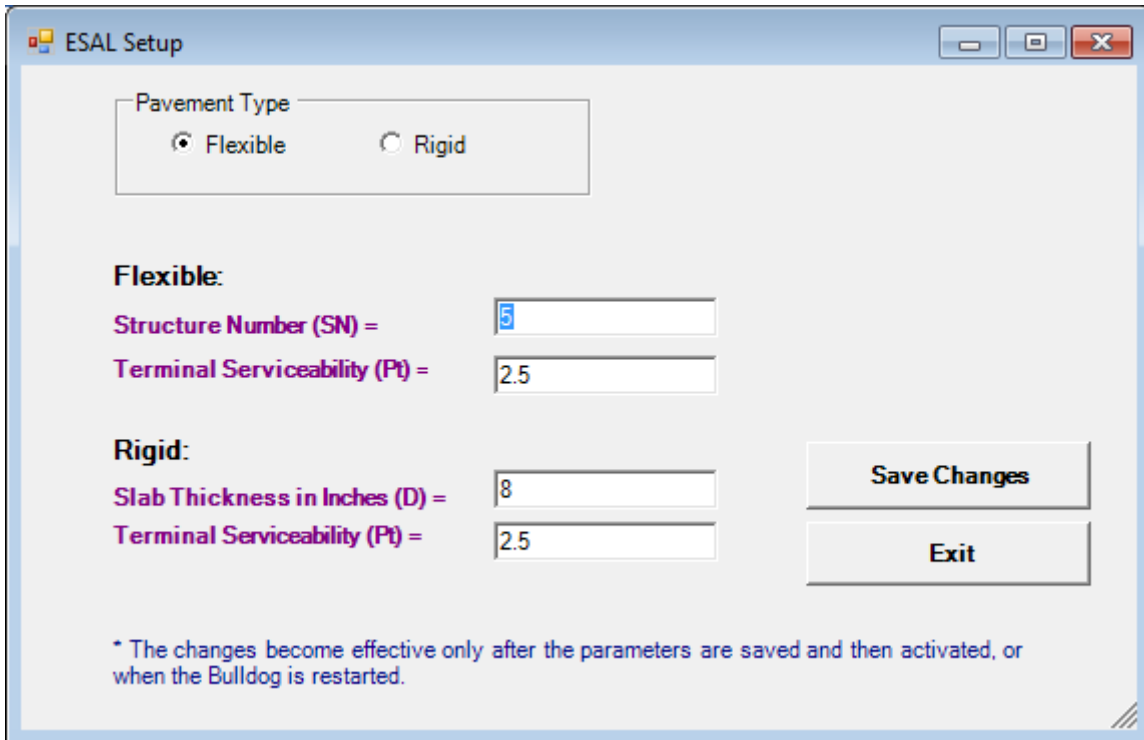 ESAL Setup
Pavement Type
Flexible
Rigid
Flexible:
Structure Number (SN) =
5
Terminal Serviceability (Pt) =
2.5
Rigid:
Slab Thickness in Inches (D) =
8
Terminal Serviceability (Pt) =
2.5
Save Changes
Exit
* The changes become effective only after the parameters are saved and then activated, or
when the Bulldog is restarted.